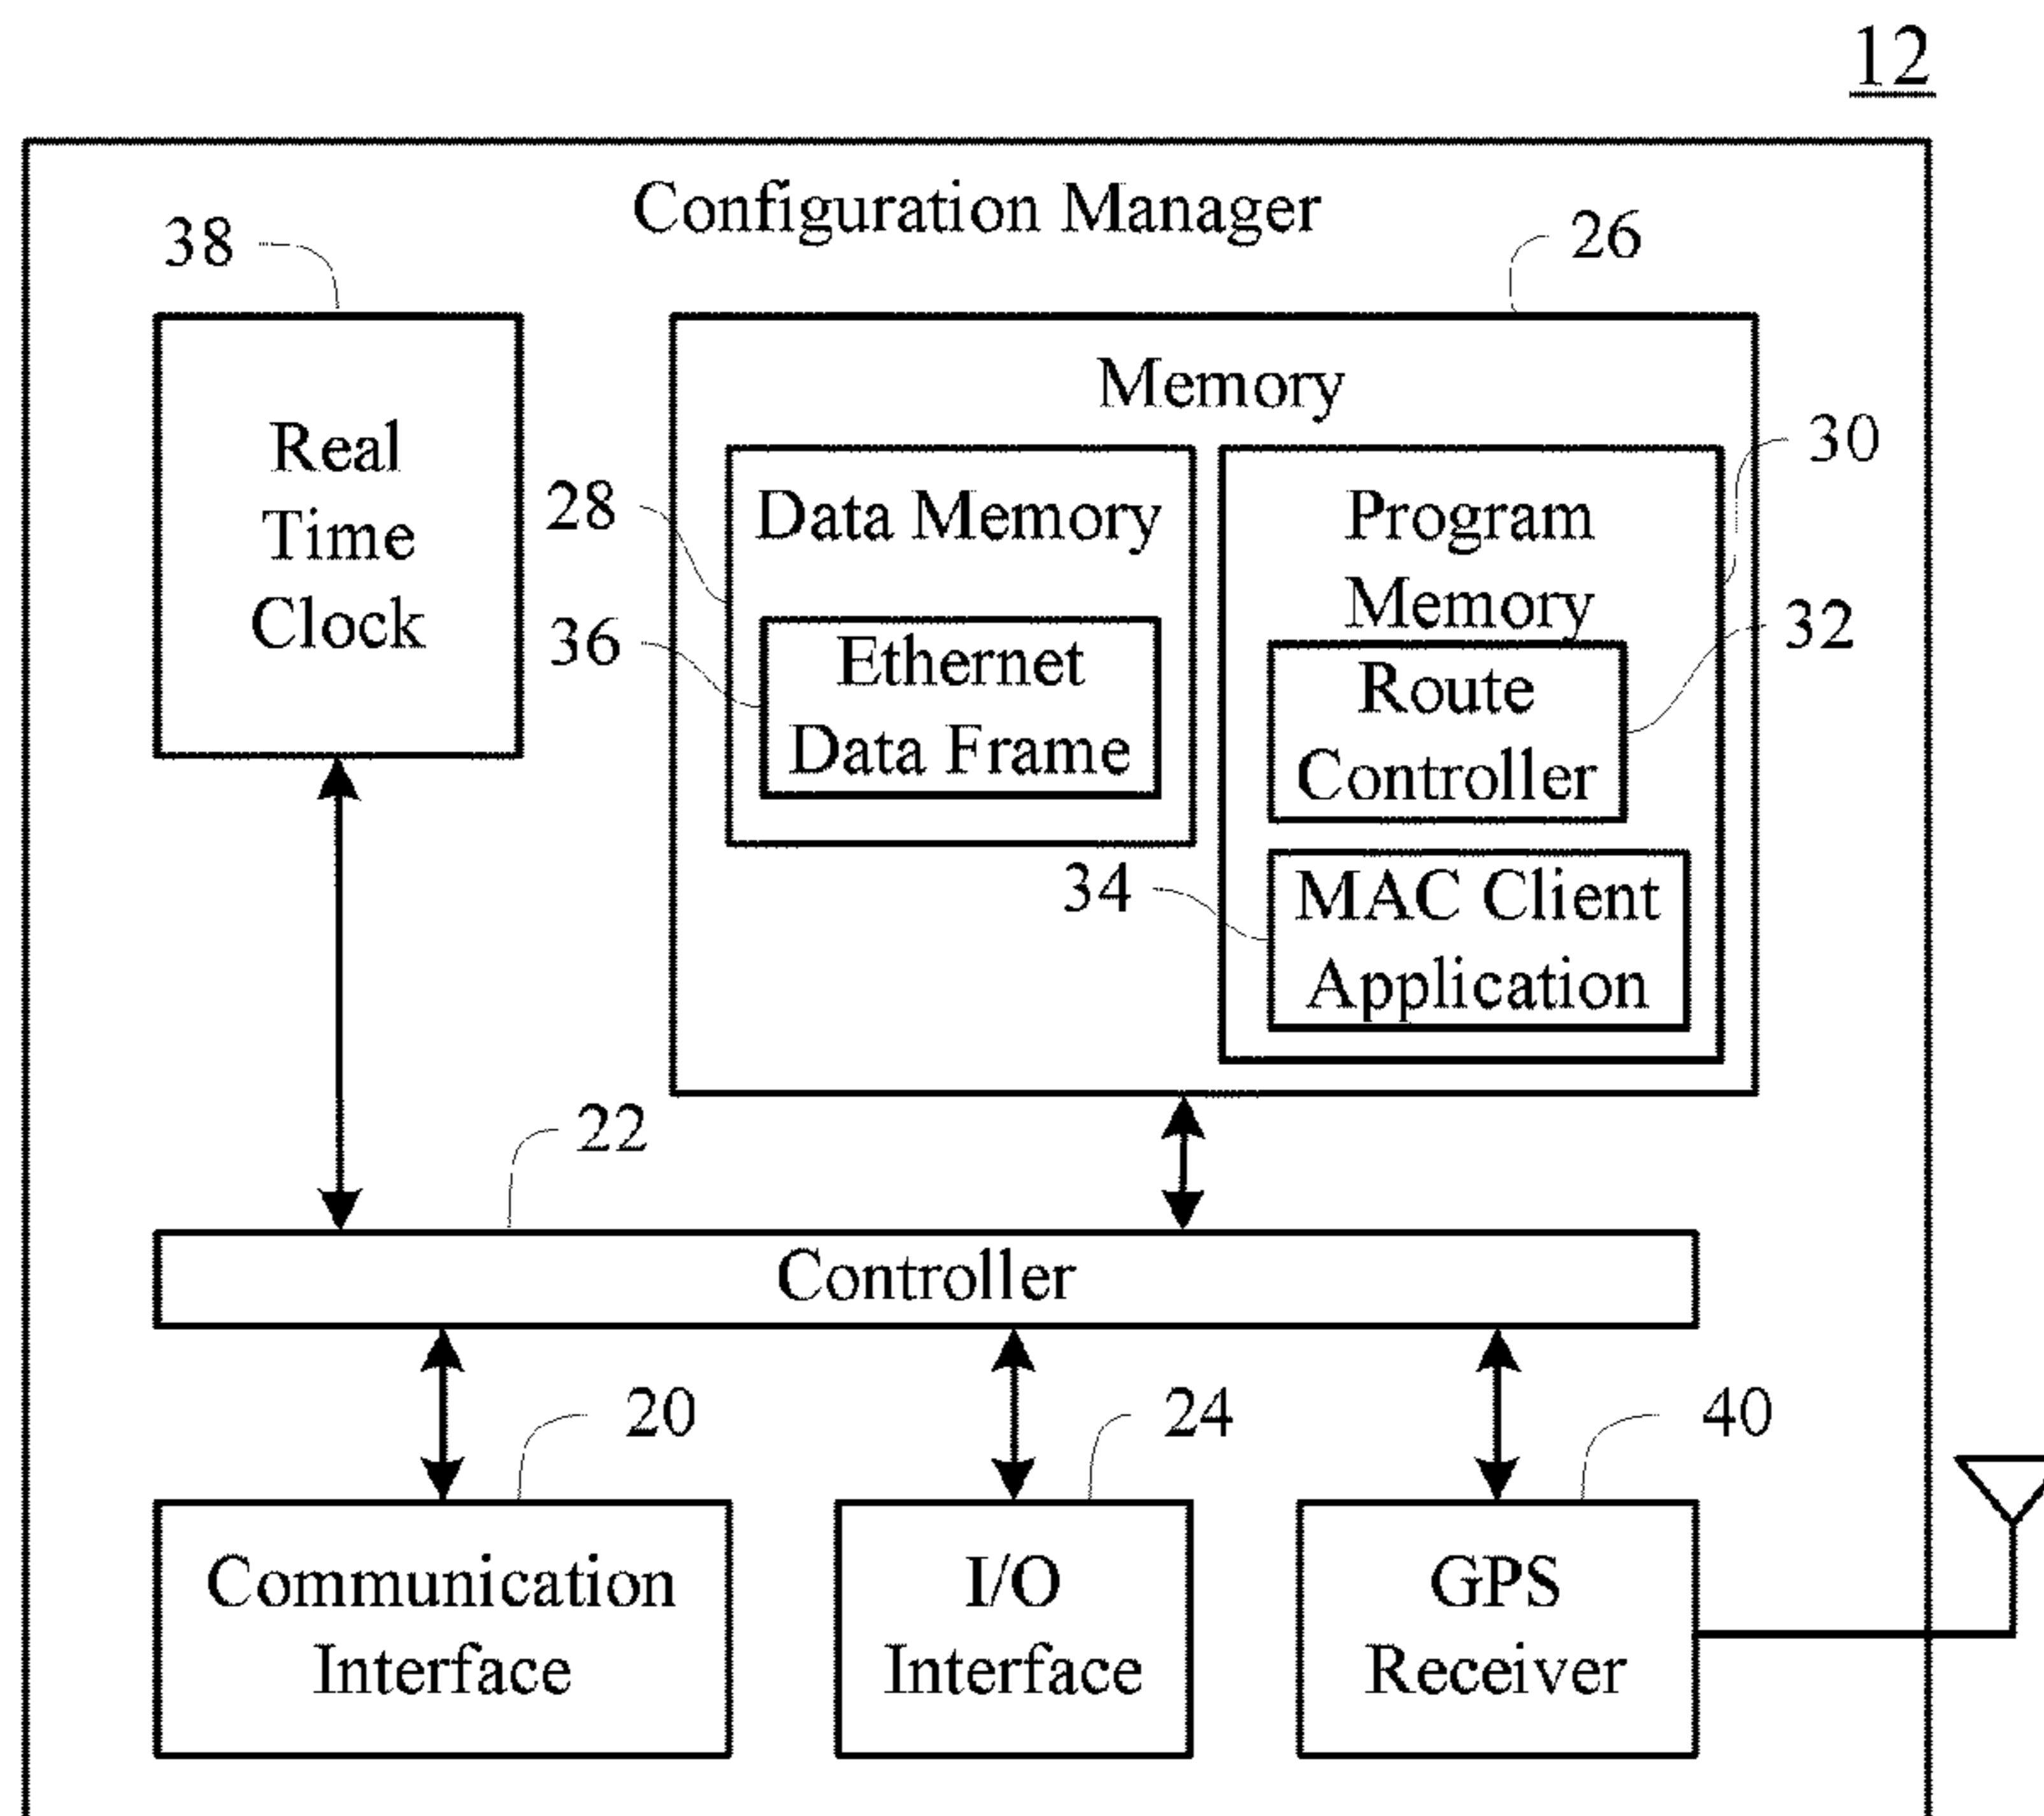 12
Configuration Manager
38
26
Real
Time
Clock
Memory
30
28
Data Memory
Program
Memory
36
Ethernet
Data Frame
32
Route
Controller
34
MAC Client
Application
22
Controller
20
24
40
Communication
Interface
I/O
Interface
GPS
Receiver